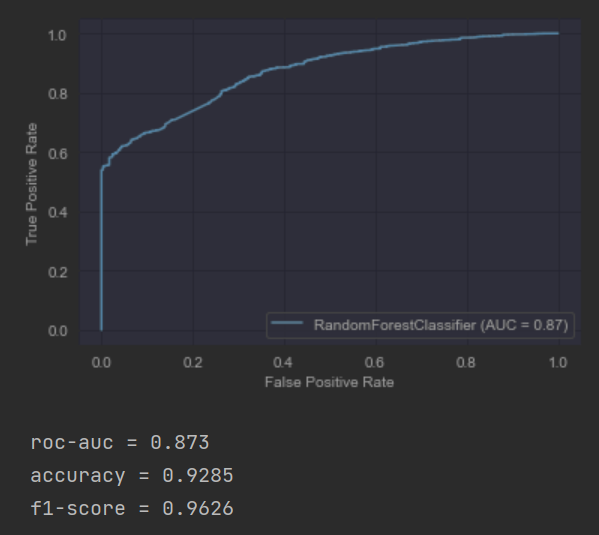 1.0
0.8
0.6
0.4
0.2
0.0
True Positive Rate
RandomForestClassifier (AUC = 0.87)
0.0 0.2 0.4 0.6 0.8 1.0
False Positive Rate
roc-auc = 0.873
accuracy = 0.9285
f1-score = 0.9626